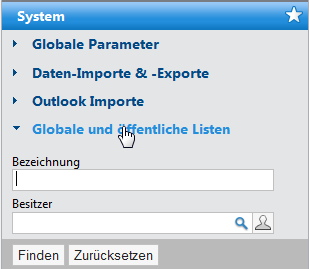 System
Globale Parameter
Daten-Importe & -Exporte
Outlook Importe
Globale und öffentliche Listen
Bezeichnung
Besitzer
Finden Zurücksetzen